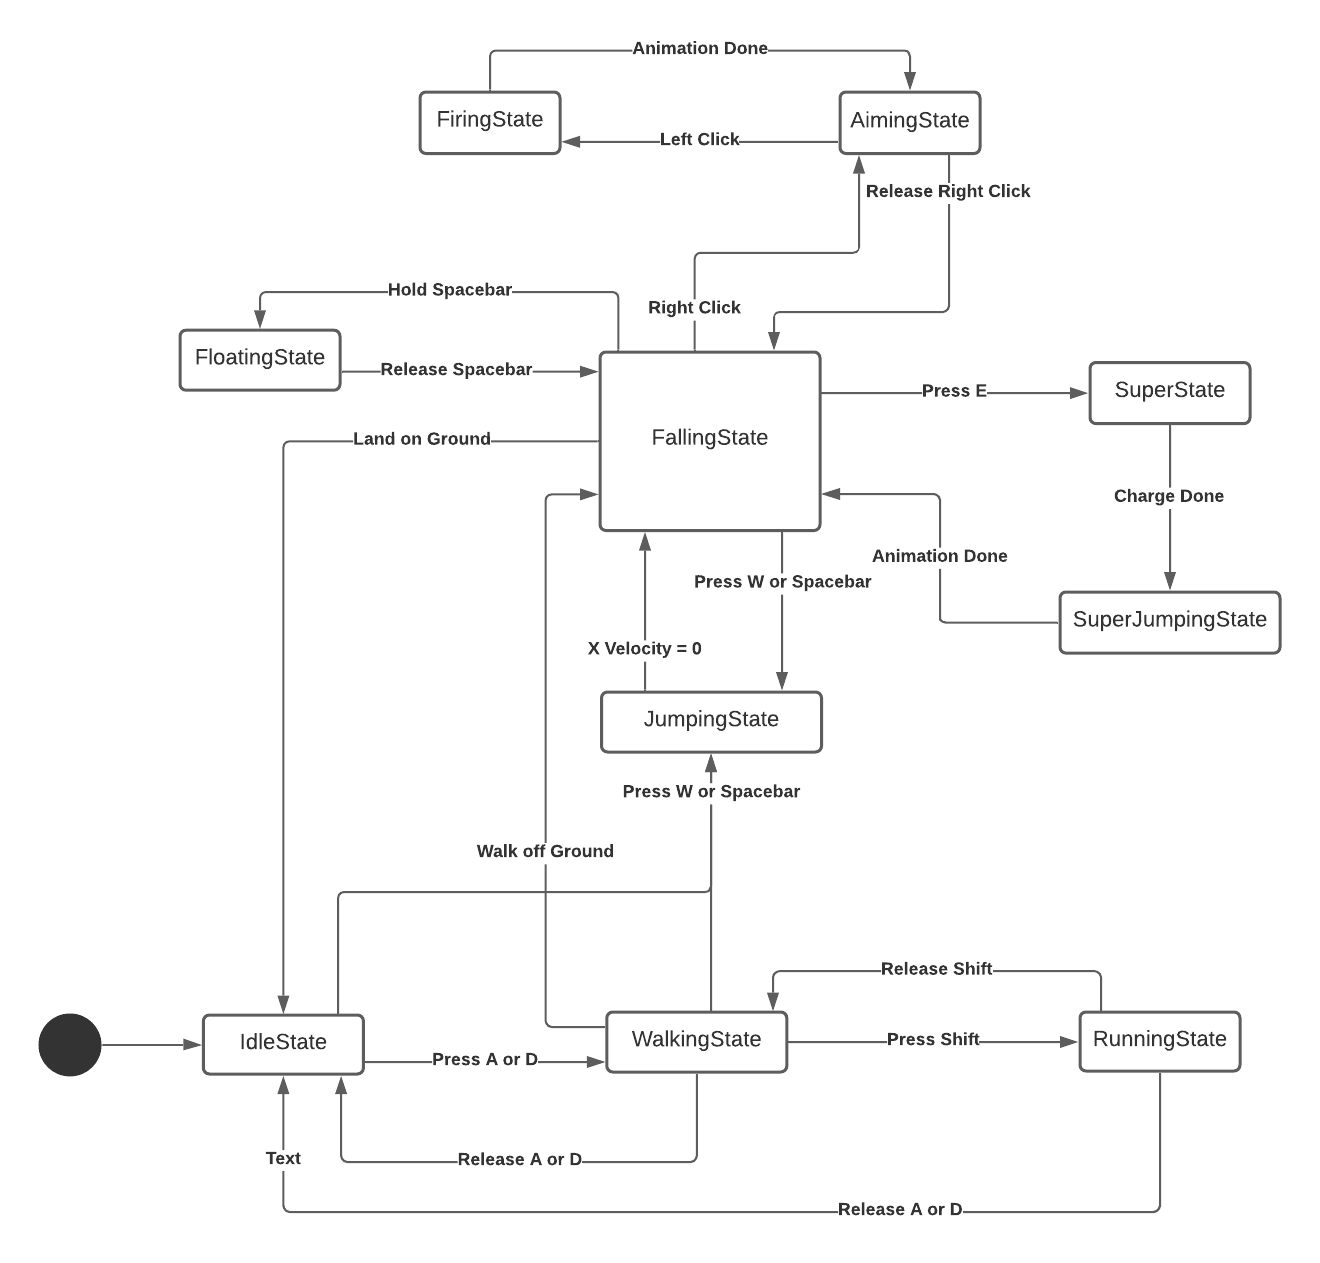 Animation Done
FiringState
AimingState
Left Click
Release Right Click
Hold Spacebar
Right Click
FloatingState
Release Spacebar
Press E
SuperState
Land on Ground
FallingState
Charge Done
Animation Done
Press W or Spacebar
SuperJumpingState
X Velocity = 0
JumpingState
Press W or Spacebar
Walk off Ground
Release Shift
IdleState
WalkingState
Press Shift
RunningState
Press A or D
Text
Release A or D
Release A or D